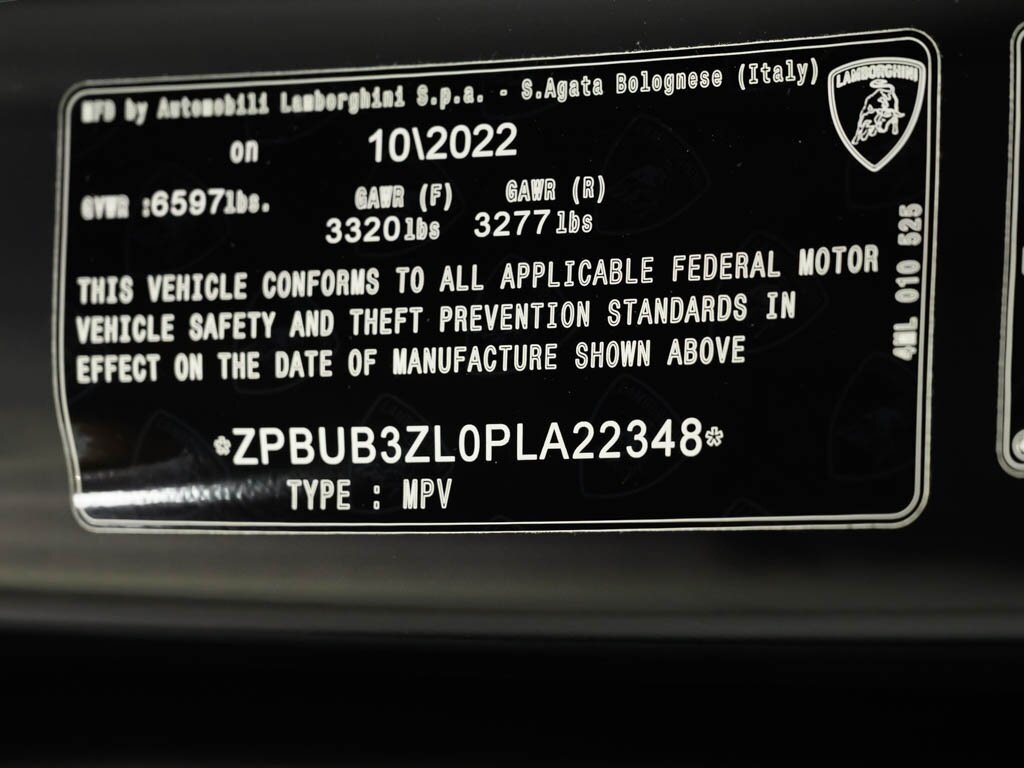 MFD by Automobili Lamborghini S.p.a. - S.Agata Bolognese (Italy)
on 10\2022
GVWR :6597lbs. GAWR (F) GAWR (R)
3320lbs 3277lbs
THIS VEHICLE CONFORMS TO ALL APPLICABLE FEDERAL MOTOR
VEHICLE SAFETY AND THEFT PREVENTION STANDARDS IN
EFFECT ON THE DATE OF MANUFACTURE SHOWN ABOVE
*ZPBUB3ZL0PLA22348*
TYPE : MPV
LAMBORGHINI
4ML 010 525